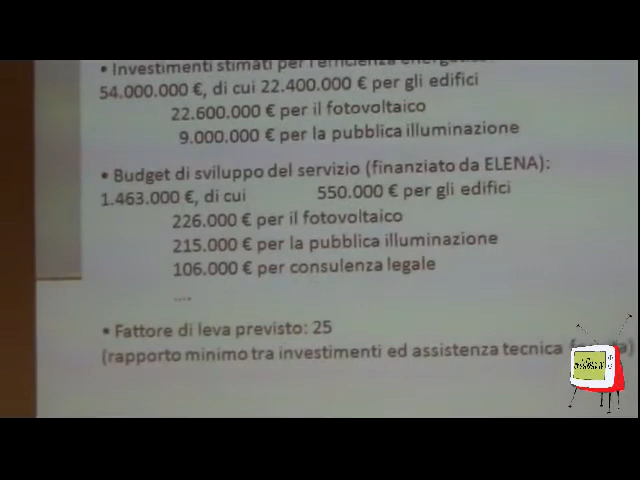 • Investimenti stimati per l'efficienza energetica:
54.000.000 €, di cui 22.400.000 € per gli edifici
22.600.000 € per il fotovoltaico
9.000.000 € per la pubblica illuminazione
• Budget di sviluppo del servizio (finanziato da ELENA):
1.463.000 €, di cui 550.000 € per gli edifici
226.000 € per il fotovoltaico
215.000 € per la pubblica illuminazione
106.000 € per consulenza legale
....
• Fattore di leva previsto: 25
(rapporto minimo tra investimenti ed assistenza tecnica